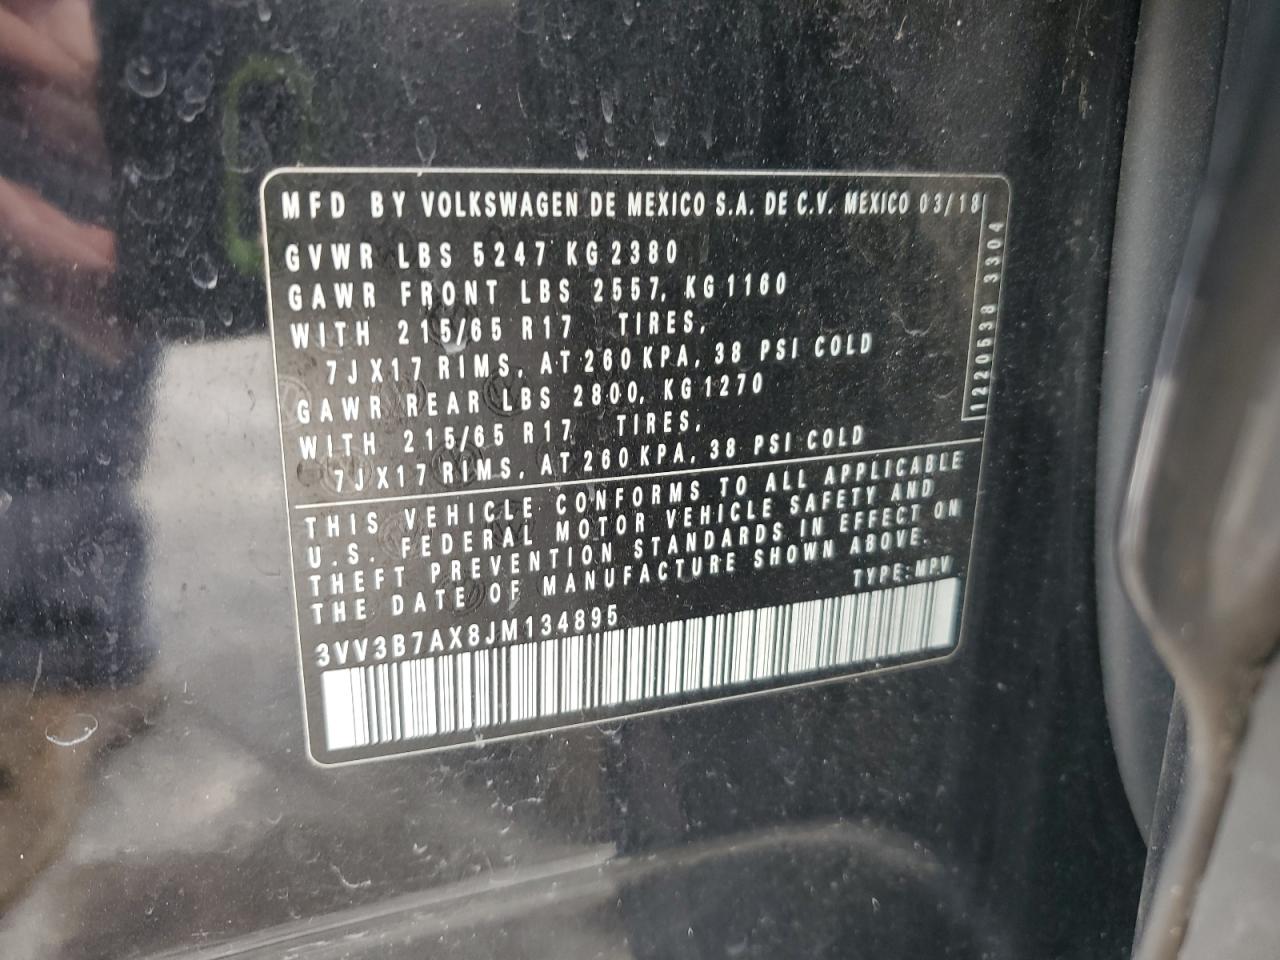 MFD BY VOLKSWAGEN DE MEXICO S.A. DE C.V. MEXICO 03/18
GVWR LBS 5247 KG 2380
GAWR FRONT LBS 2557, KG 1160
WITH 215/65 R17 TIRES,
7JX17 RIMS, AT 260 KPA, 38 PSI COLD
GAWR REAR LBS 2800, KG 1270
WITH 215/65 R17 TIRES,
7JX17 RIMS, AT 260 KPA, 38 PSI COLD
1220538 3304
THIS VEHICLE CONFORMS TO ALL APPLICABLE
U.S. FEDERAL MOTOR VEHICLE SAFETY AND
THEFT PREVENTION STANDARDS IN EFFECT ON
THE DATE OF MANUFACTURE SHOWN ABOVE.
TYPE: MPV
3VV3B7AX8JM134895